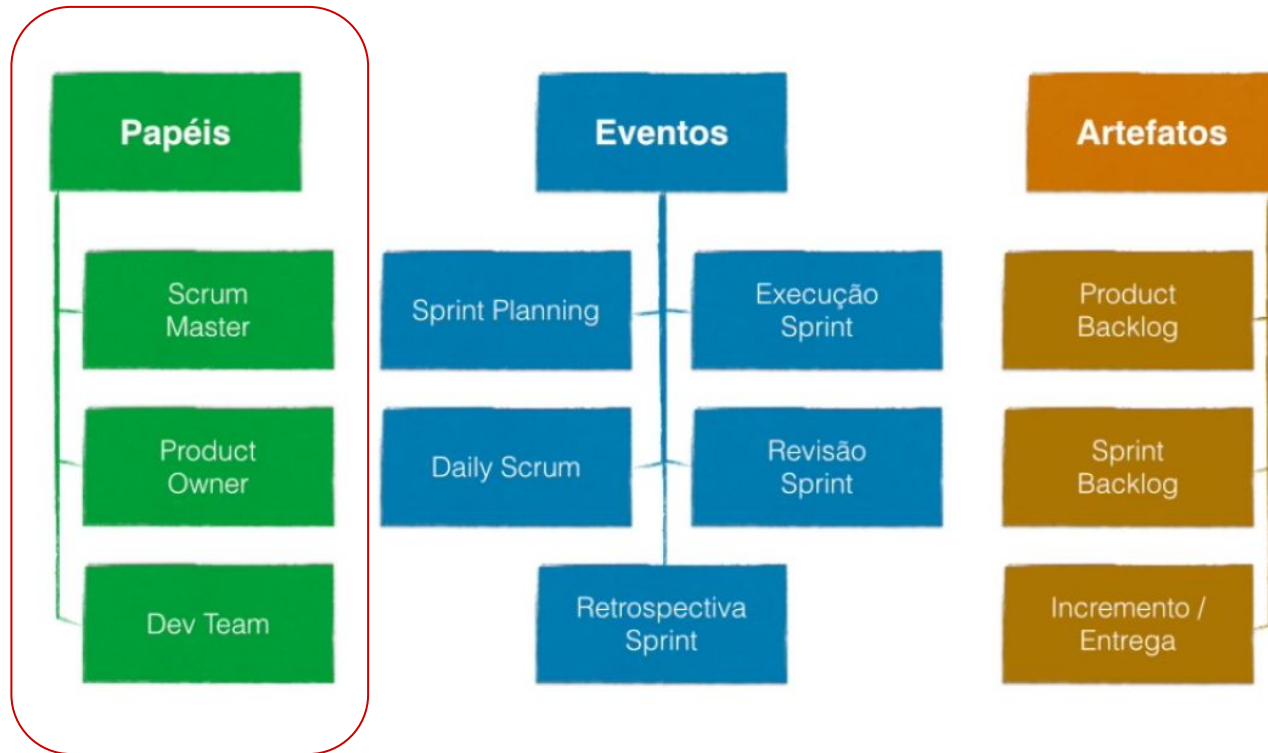 Papéis
Scrum
Master
Product
Owner
Dev Team
Eventos
Sprint Planning
Execução
Sprint
Daily Scrum
Revisão
Sprint
Retrospectiva
Sprint
Artefatos
Product
Backlog
Sprint
Backlog
Incremento /
Entrega